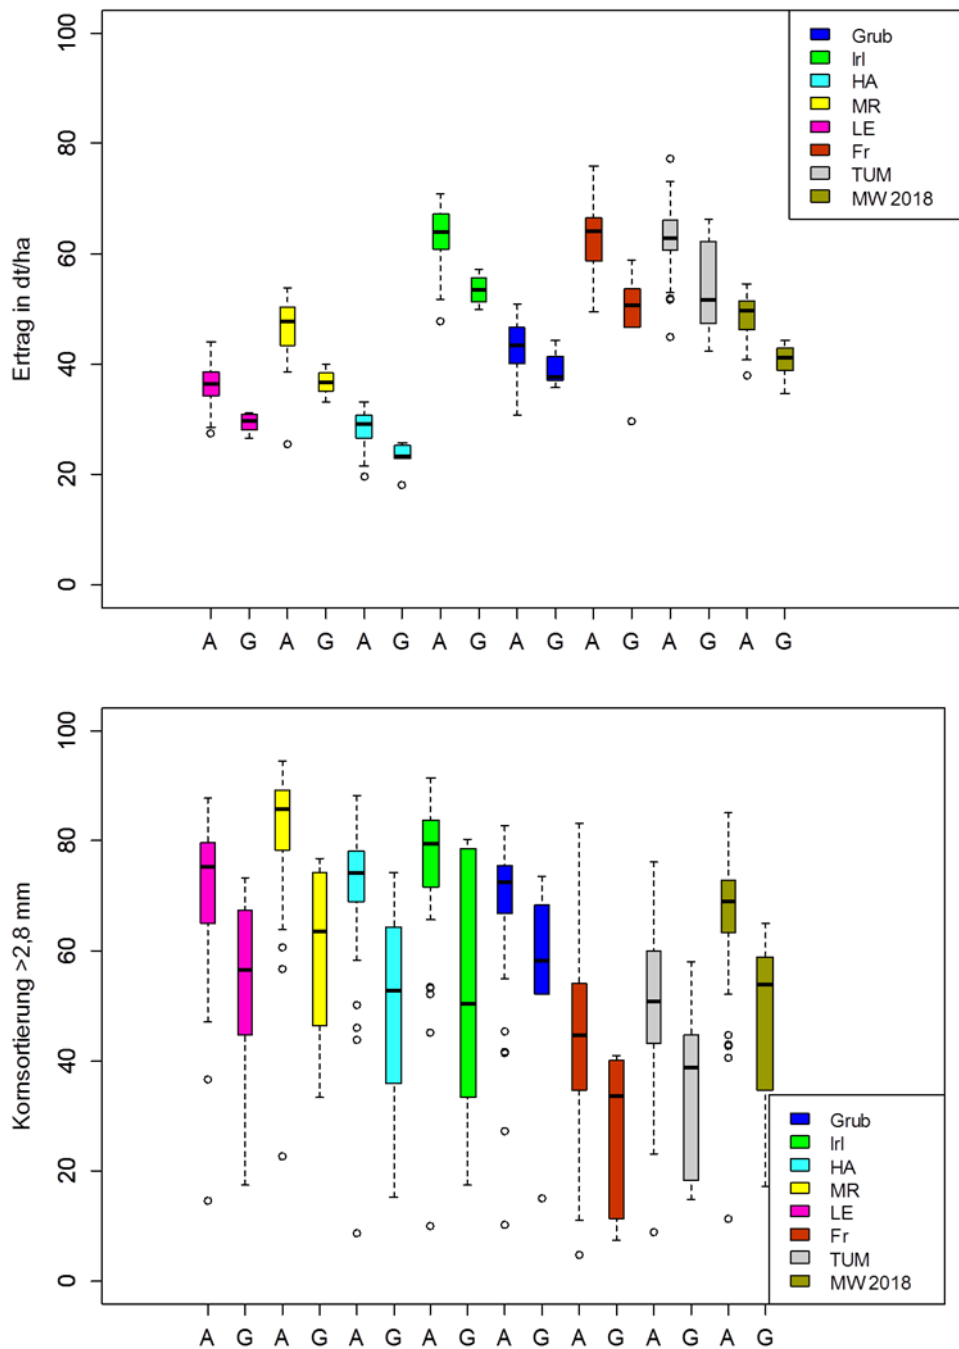 100
80
60
40
20
0
Ertrag in dt/ha
Grub
Irl
HA
MR
LE
Fr
TUM
MW 2018
A G A G A G A G A G A G A G A G
100
80
60
40
20
0
Kornsortierung >2,8 mm
Grub
Irl
HA
MR
LE
Fr
TUM
MW 2018
A G A G A G A G A G A G A G A G